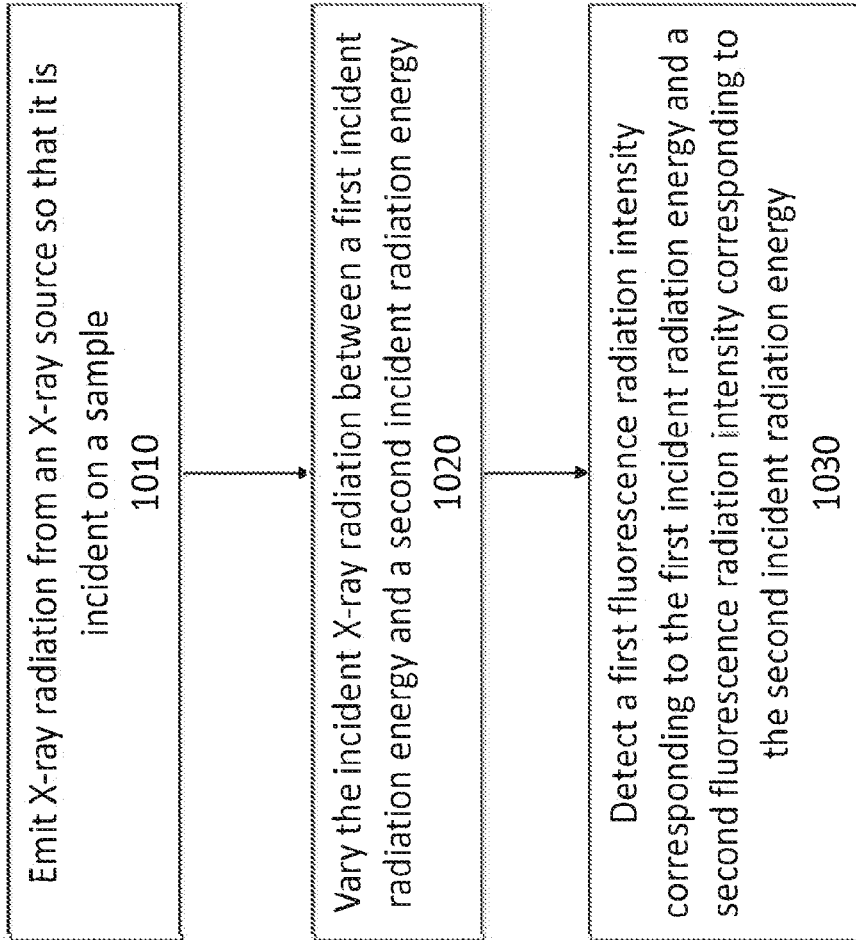 Emit X-ray radiation from an X-ray source so that it is
incident on a sample
1010
Vary the incident X-ray radiation between a first incident
radiation energy and a second incident radiation energy
1020
Detect a first fluorescence radiation intensity
corresponding to the first incident radiation energy and a
second fluorescence radiation intensity corresponding to
the second incident radiation energy
1030